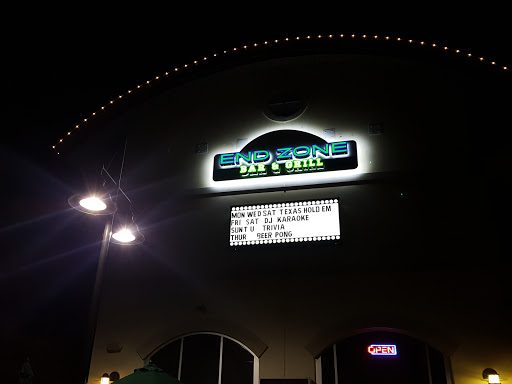 END ZONE
BAR & GRILL
MON WED SAT TEXAS HOLD EM
FRI SAT DJ KARAOKE
SUN T U TRIVIA
THUR BEER PONG
OPEN